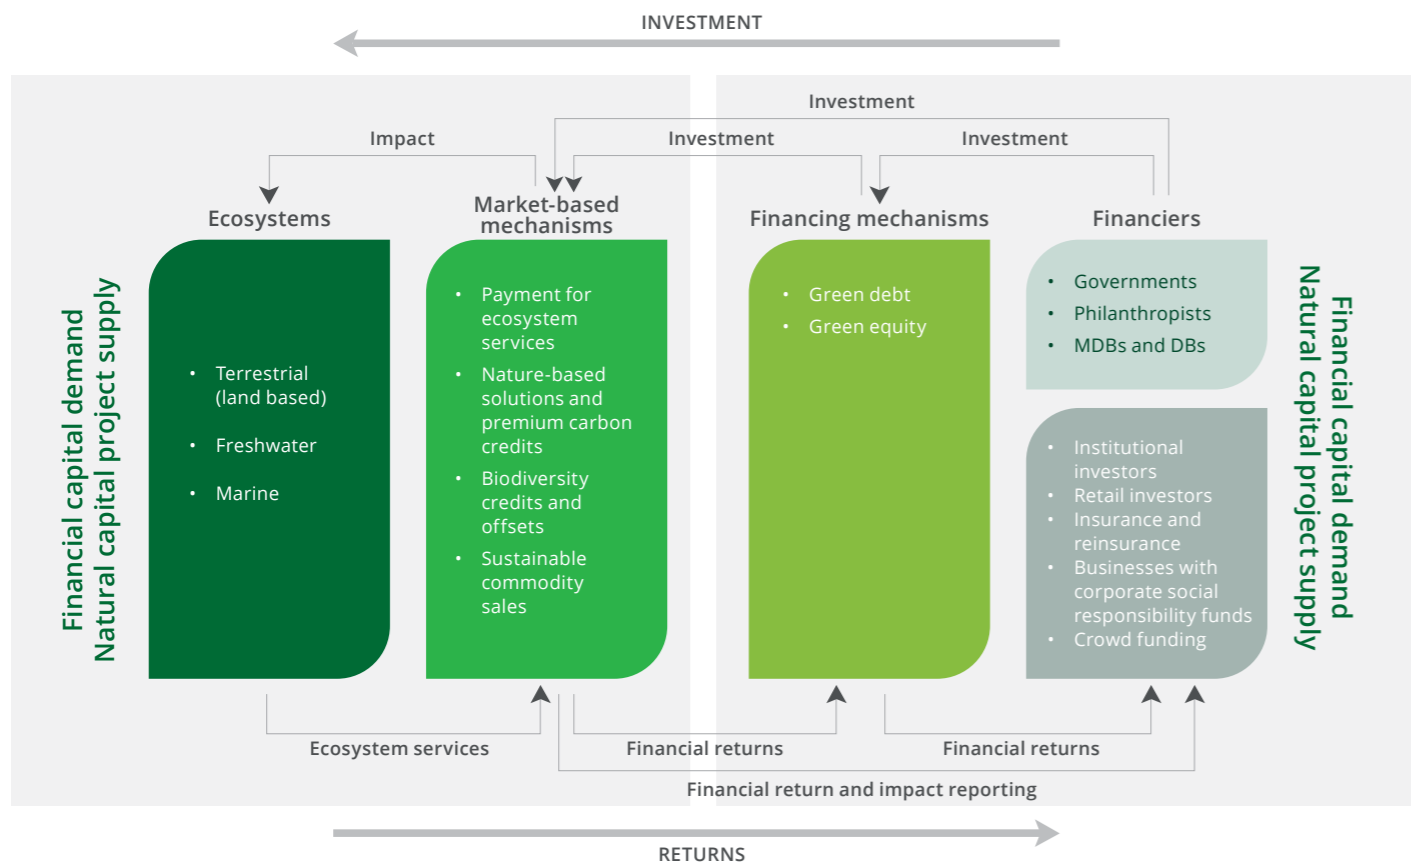 INVESTMENT
Investment
Impact
Investment
Investment
Ecosystems
Market-based
mechanisms
Financing mechanisms
Financiers
Financial capital demand
Natural capital project supply
• Terrestrial
(land based)
• Freshwater
• Marine
• Payment for
ecosystem
services
• Nature-based
solutions and
premium carbon
credits
• Biodiversity
credits and
offsets
• Sustainable
commodity
sales
• Green debt
• Green equity
• Governments
• Philanthropists
• MDBs and DBs
• Institutional
investors
• Retail investors
• Insurance and
reinsurance
• Businesses with
corporate social
responsibility funds
• Crowd funding
Financial capital demand
Natural capital project supply
Ecosystem services
Financial returns
Financial returns
Financial return and impact reporting
RETURNS